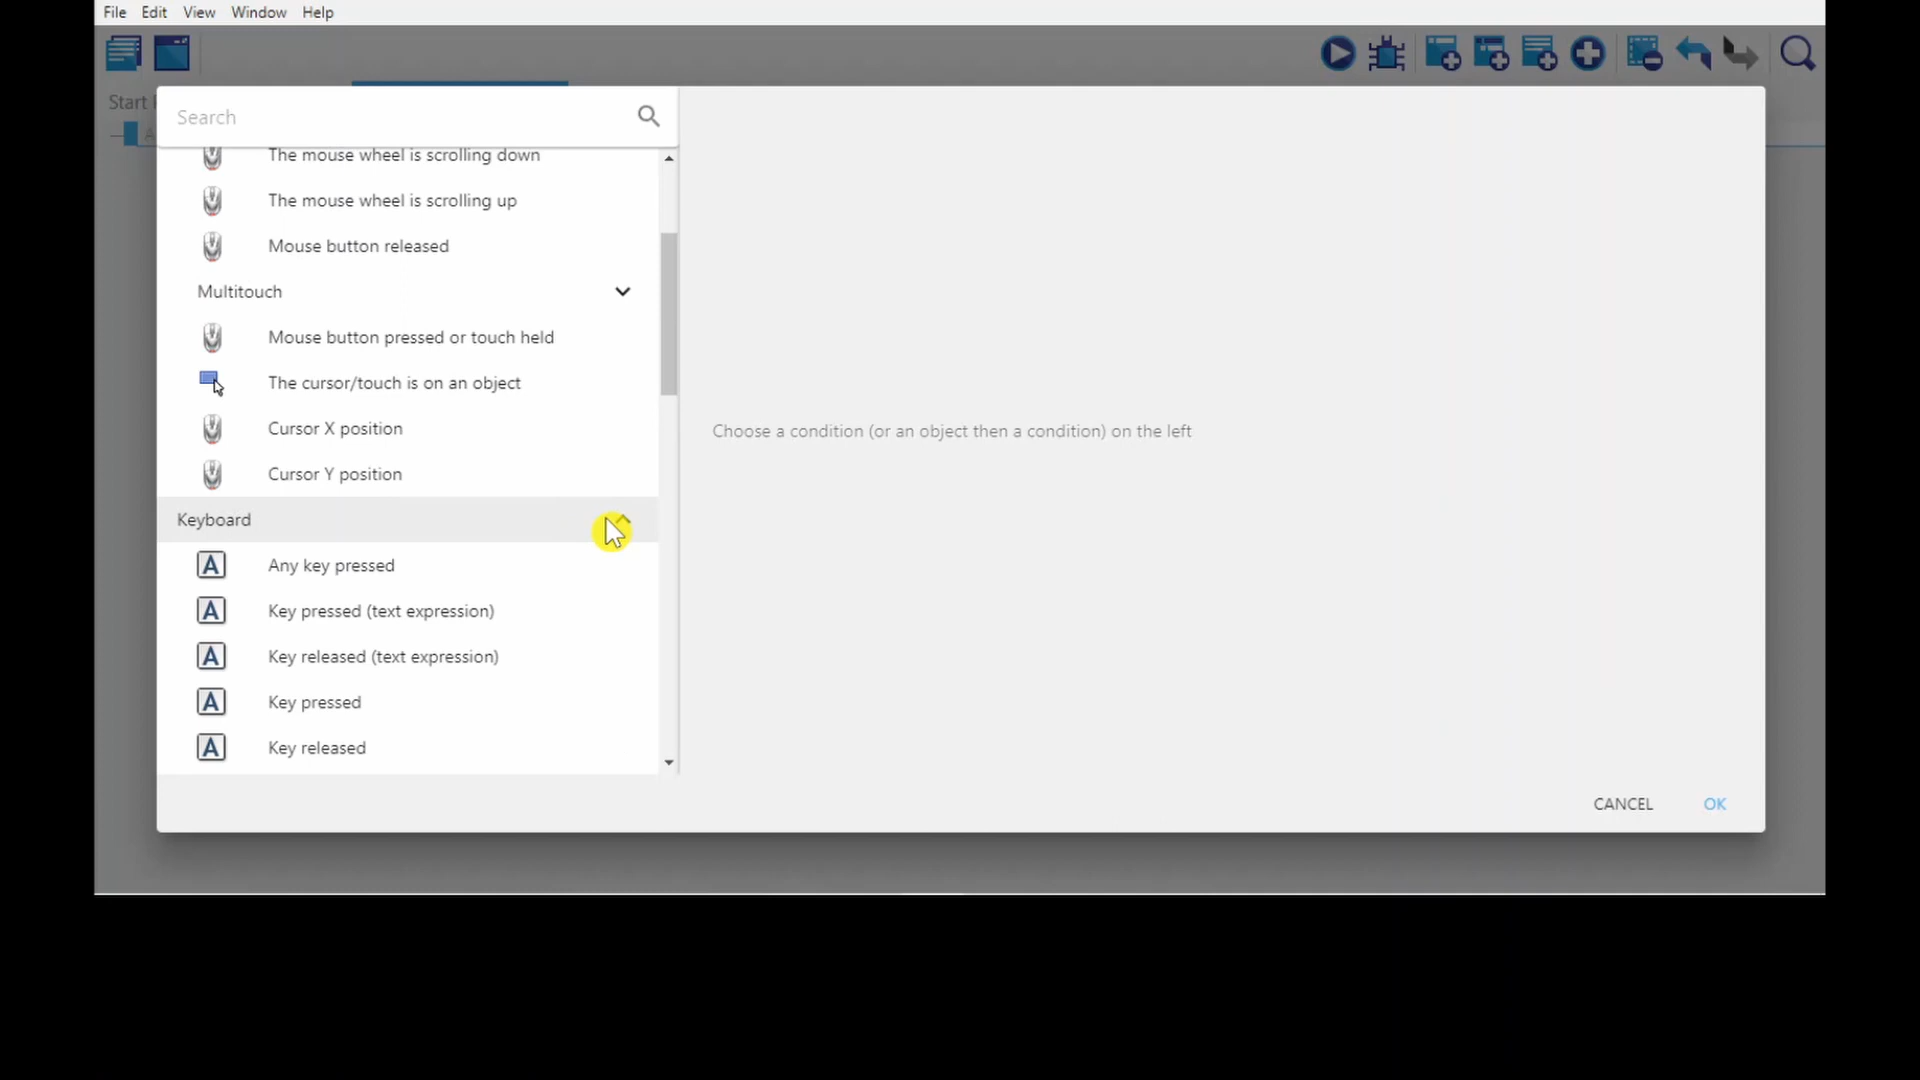 File Edit View Window Help
Start
Search
The mouse wheel is scrolling down
The mouse wheel is scrolling up
Mouse button released
Multitouch
Mouse button pressed or touch held
The cursor/touch is on an object
Cursor X position
Cursor Y position
Keyboard
A Any key pressed
A Key pressed (text expression)
A Key released (text expression)
A Key pressed
A Key released
Choose a condition (or an object then a condition) on the left
CANCEL OK